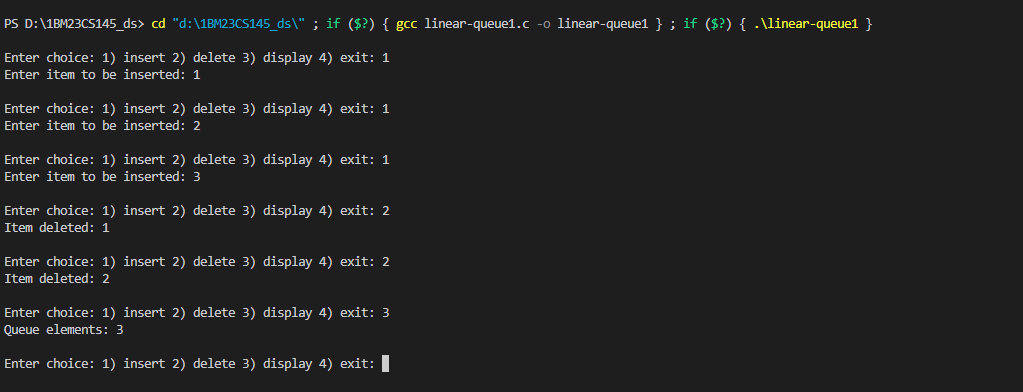 PS D:\1BM23CS145_ds> cd "d:\1BM23CS145_ds\" ; if ($?) { gcc linear-queue1.c -o linear-queue1 } ; if ($?) { .\linear-queue1 }
Enter choice: 1) insert 2) delete 3) display 4) exit: 1
Enter item to be inserted: 1
Enter choice: 1) insert 2) delete 3) display 4) exit: 1
Enter item to be inserted: 2
Enter choice: 1) insert 2) delete 3) display 4) exit: 1
Enter item to be inserted: 3
Enter choice: 1) insert 2) delete 3) display 4) exit: 2
Item deleted: 1
Enter choice: 1) insert 2) delete 3) display 4) exit: 2
Item deleted: 2
Enter choice: 1) insert 2) delete 3) display 4) exit: 3
Queue elements: 3
Enter choice: 1) insert 2) delete 3) display 4) exit: